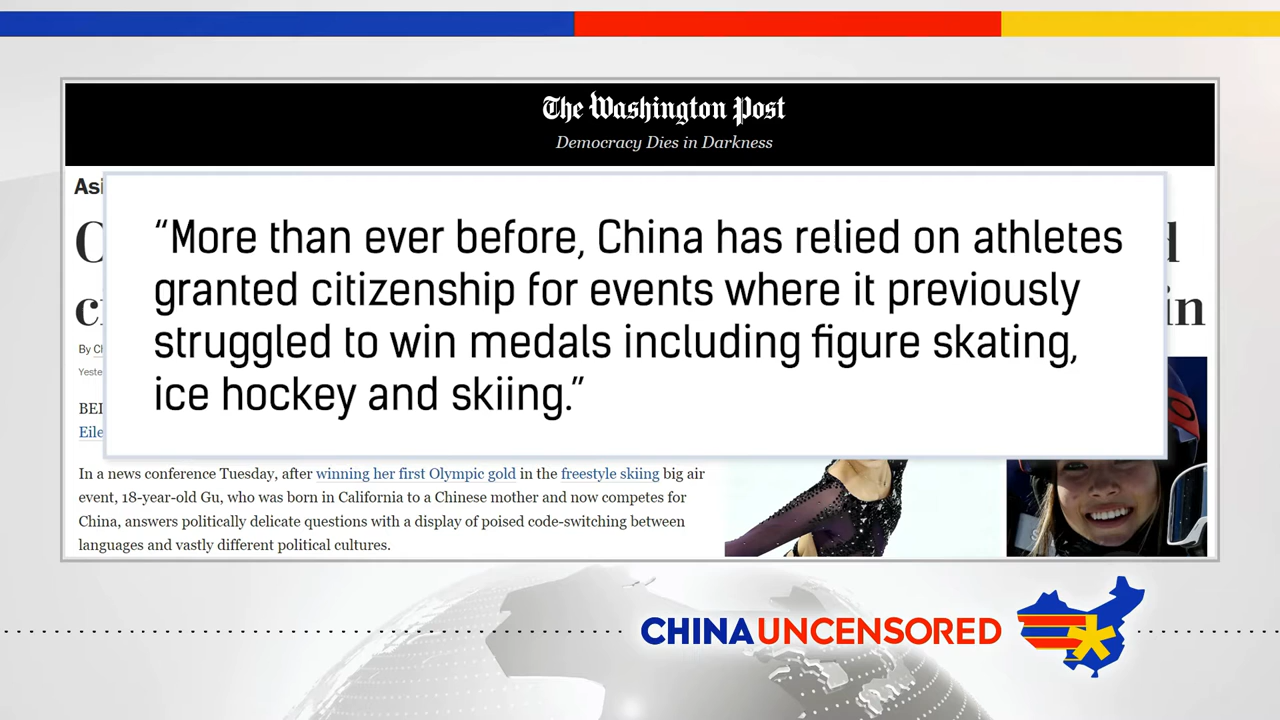 The Washington Post
Democracy Dies in Darkness
“More than ever before, China has relied on athletes
granted citizenship for events where it previously
struggled to win medals including figure skating,
ice hockey and skiing.”
By
In a news conference Tuesday, after winning her first Olympic gold in the freestyle skiing big air
event, 18-year-old Gu, who was born in California to a Chinese mother and now competes for
China, answers politically delicate questions with a display of poised code-switching between
languages and vastly different political cultures.
CHINA UNCENSORED